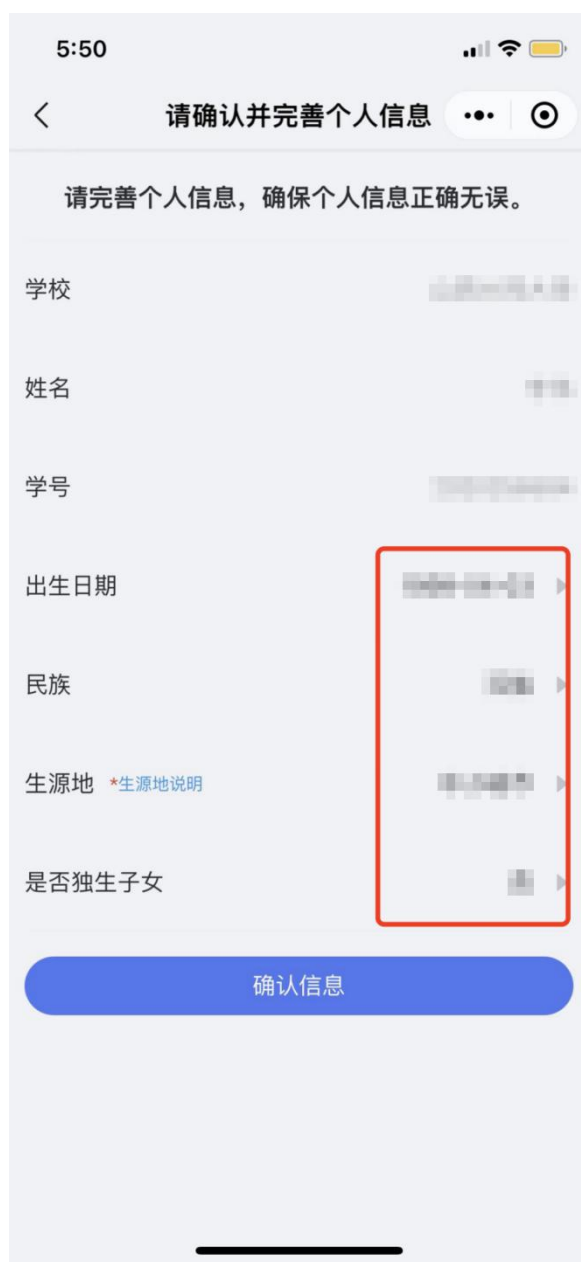 5:50
请确认并完善个人信息
请完善个人信息，确保个人信息正确无误。
学校
姓名
学号
出生日期
民族
生源地 *生源地说明
是否独生子女
确认信息